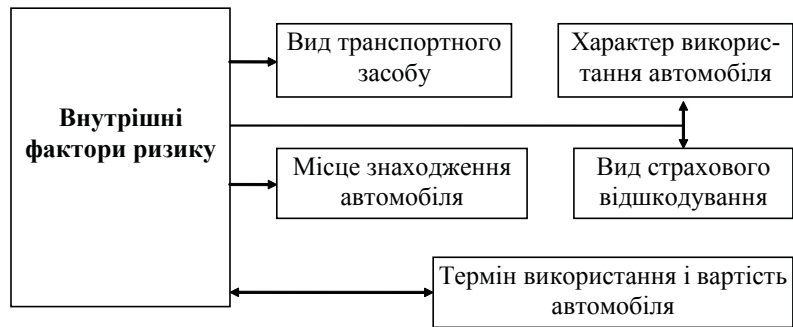 Внутрішні
фактори ризику
Вид транспортного
засобу
Характер викорис-
тання автомобіля
Місце знаходження
автомобіля
Вид страхового
відшкодування
Термін використання і вартість
автомобіля